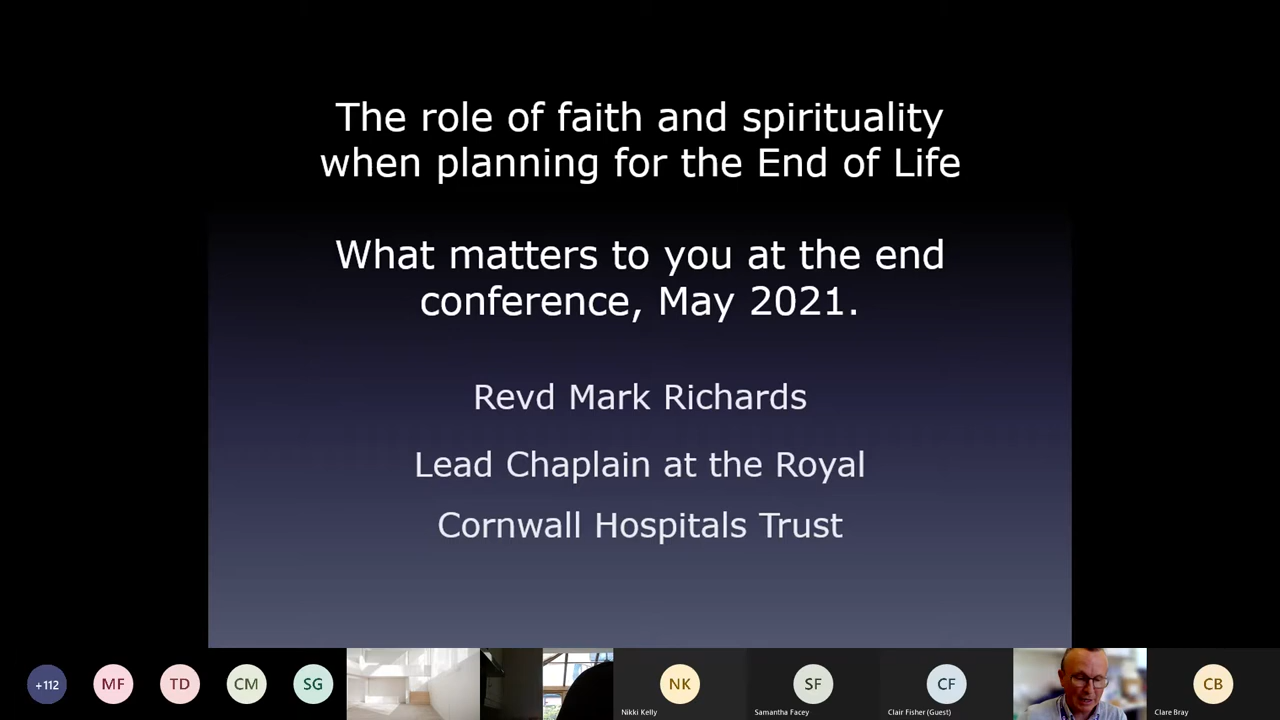 The role of faith and spirituality
when planning for the End of Life
What matters to you at the end
conference, May 2021.
Revd Mark Richards
Lead Chaplain at the Royal
Cornwall Hospitals Trust
+112
MF
TD
CM
SG
NK
Nikki Kelly
SF
Samantha Facey
CF
Clair Fisher (Guest)
CB
Clare Bray